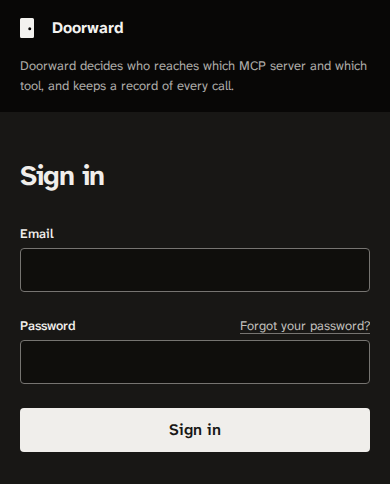 Doorward
Doorward decides who reaches which MCP server and which
tool, and keeps a record of every call.
Sign in
Email
Password
Forgot your password?
Sign in